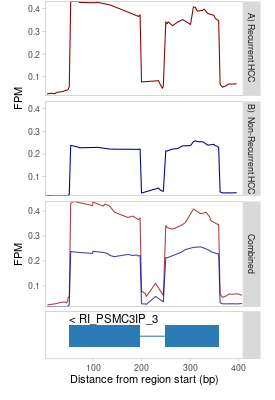 0.4
0.3
0.2
0.1
FPM
A) Recurrent HCC
0.4
0.3
0.2
0.1
B) Non-Recurrent HCC
0.4
0.3
0.2
0.1
FPM
Combined
< RI_PSMC3IP_3
100 200 300 400
Distance from region start (bp)